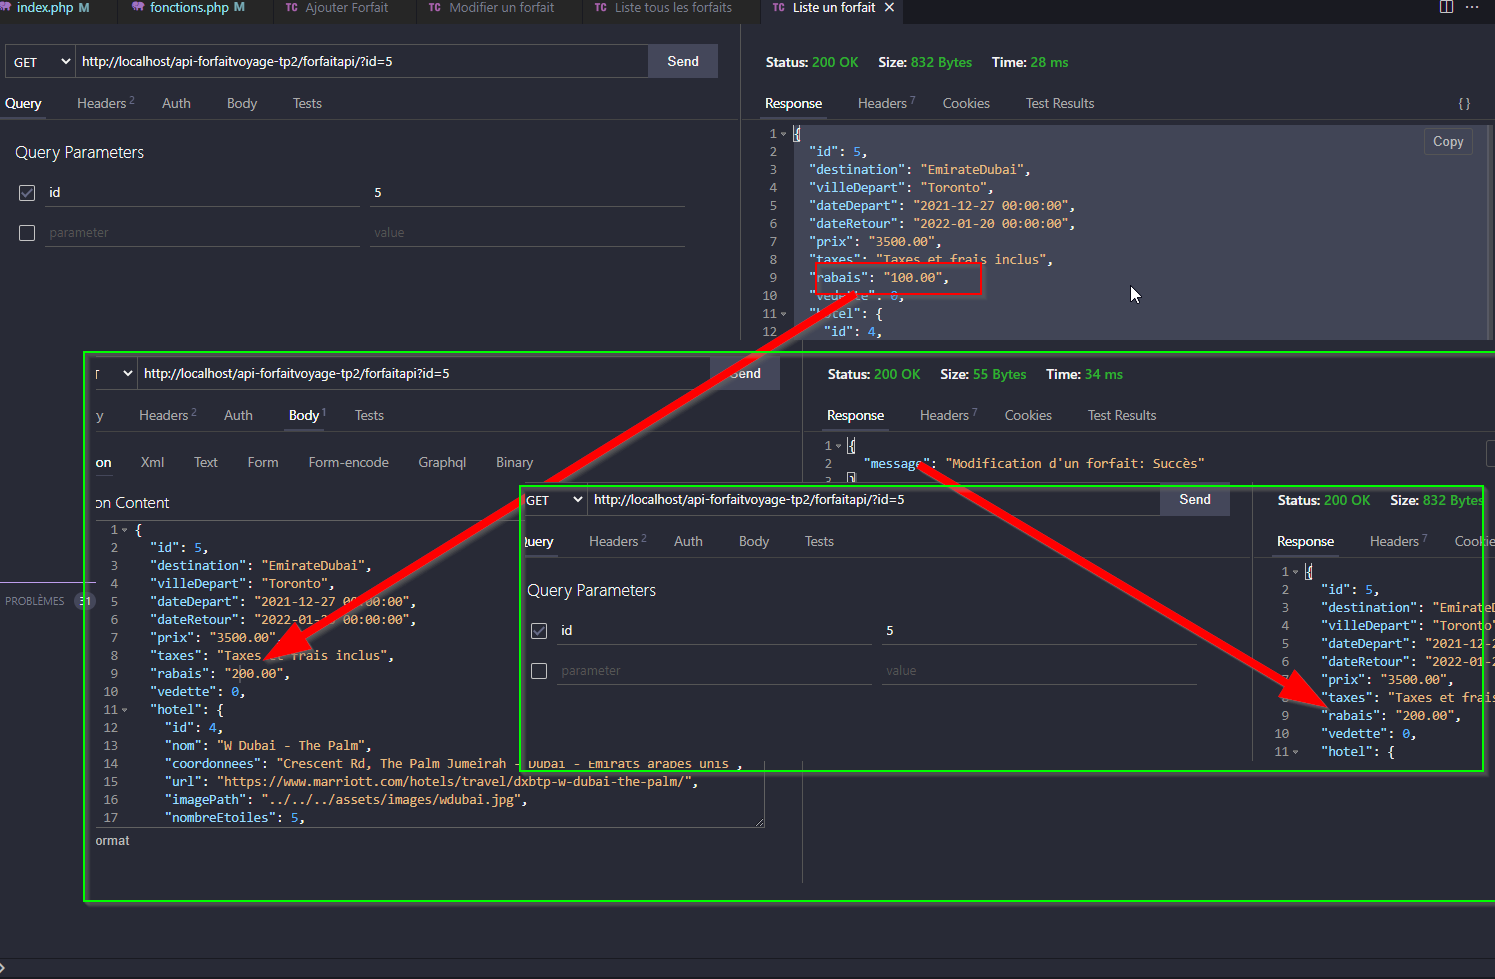 index.php M
fonctions.php M
TC Ajouter Forfait
TC Modifier un forfait
TC Liste tous les forfaits
TC Liste un forfait
GET
http://localhost/api-forfaitvoyage-tp2/forfaitapi/?id=5
Send
Query
Headers 2
Auth
Body
Tests
Query Parameters
id
5
parameter
value
Status: 200 OK
Size: 832 Bytes
Time: 28 ms
Response
Headers 7
Cookies
Test Results
{ }
Copy
1 {
2 "id": 5,
3 "destination": "EmirateDubai",
4 "villeDepart": "Toronto",
5 "dateDepart": "2021-12-27 00:00:00",
6 "dateRetour": "2022-01-20 00:00:00",
7 "prix": "3500.00",
8 "taxes": "Taxes et frais inclus",
9 "rabais": "100.00",
10 "vedette": 0,
11 "hotel": {
12 "id": 4,
http://localhost/api-forfaitvoyage-tp2/forfaitapi?id=5
Send
y
Headers 2
Auth
Body 1
Tests
on
Xml
Text
Form
Form-encode
Graphql
Binary
on Content
1 {
2 "id": 5,
3 "destination": "EmirateDubai",
4 "villeDepart": "Toronto",
5 "dateDepart": "2021-12-27 00:00:00",
6 "dateRetour": "2022-01-20 00:00:00",
7 "prix": "3500.00",
8 "taxes": "Taxes et frais inclus",
9 "rabais": "200.00",
10 "vedette": 0,
11 "hotel": {
12 "id": 4,
13 "nom": "W Dubai - The Palm",
14 "coordonnees": "Crescent Rd, The Palm Jumeirah - Dubai - Émirats arabes unis",
15 "url": "https://www.marriott.com/hotels/travel/dxbtp-w-dubai-the-palm/",
16 "imagePath": "../../../assets/images/wdubai.jpg",
17 "nombreEtoiles": 5,
ormat
PROBLÈMES 31
Status: 200 OK
Size: 55 Bytes
Time: 34 ms
Response
Headers 7
Cookies
Test Results
1 {
2 "message": "Modification d'un forfait: Succès"
3 }
GET
http://localhost/api-forfaitvoyage-tp2/forfaitapi/?id=5
Send
Query
Headers 2
Auth
Body
Tests
Query Parameters
id
5
parameter
value
Status: 200 OK
Size: 832 Bytes
Response
Headers 7
Cookie
1 {
2 "id": 5,
3 "destination": "EmirateD
4 "villeDepart": "Toronto"
5 "dateDepart": "2021-12-2
6 "dateRetour": "2022-01-2
7 "prix": "3500.00",
8 "taxes": "Taxes et frais
9 "rabais": "200.00",
10 "vedette": 0,
11 "hotel": {